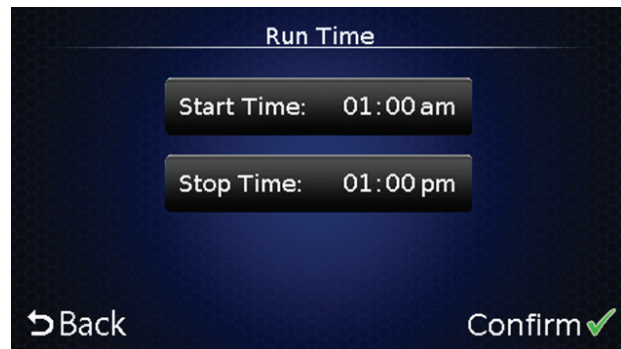 Run Time
Start Time: 01:00 am
Stop Time: 01:00 pm
Back
Confirm